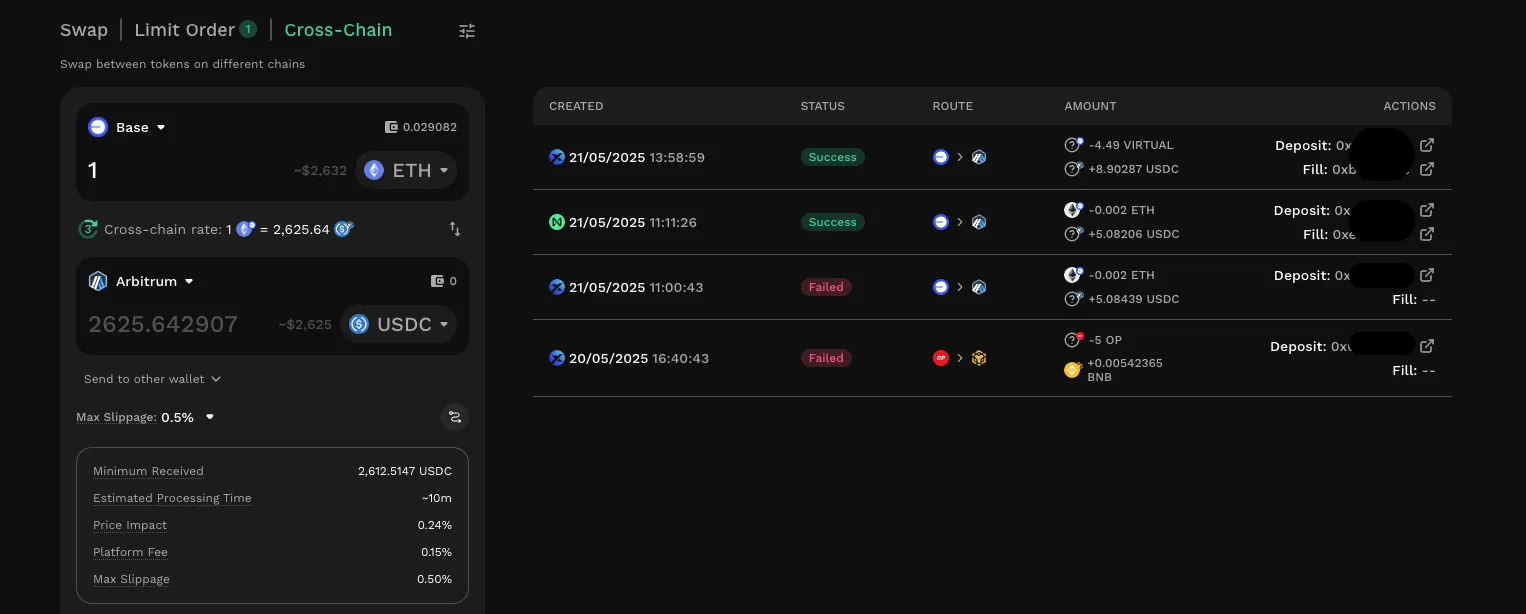 Swap | Limit Order 1 | Cross-Chain
Swap between tokens on different chains
Base 0.029082
1 ~$2,632 ETH
3 Cross-chain rate: 1 = 2,625.64
Arbitrum 0
2625.642907 ~$2,625 USDC
Send to other wallet
Max Slippage: 0.5%
Minimum Received 2,612.5147 USDC
Estimated Processing Time ~10m
Price Impact 0.24%
Platform Fee 0.15%
Max Slippage 0.50%
CREATED STATUS ROUTE AMOUNT ACTIONS
21/05/2025 13:58:59 Success -4.49 VIRTUAL Deposit: 0x
+8.90287 USDC Fill: 0xb
21/05/2025 11:11:26 Success -0.002 ETH Deposit: 0x
+5.08206 USDC Fill: 0xe
21/05/2025 11:00:43 Failed -0.002 ETH Deposit: 0x
+5.08439 USDC Fill: --
20/05/2025 16:40:43 Failed OP -5 OP Deposit: 0x
+0.00542365 Fill: --
BNB